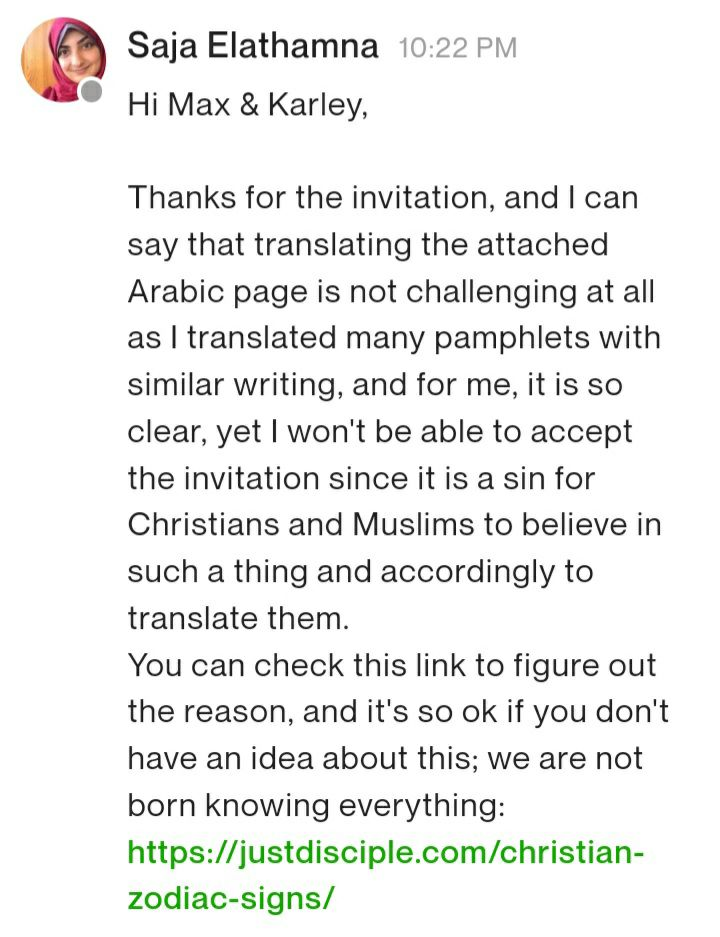 Saja Elathamna 10:22 PM
Hi Max & Karley,
Thanks for the invitation, and I can
say that translating the attached
Arabic page is not challenging at all
as I translated many pamphlets with
similar writing, and for me, it is so
clear, yet I won't be able to accept
the invitation since it is a sin for
Christians and Muslims to believe in
such a thing and accordingly to
translate them.
You can check this link to figure out
the reason, and it's so ok if you don't
have an idea about this; we are not
born knowing everything:
https://justdisciple.com/christian-
zodiac-signs/